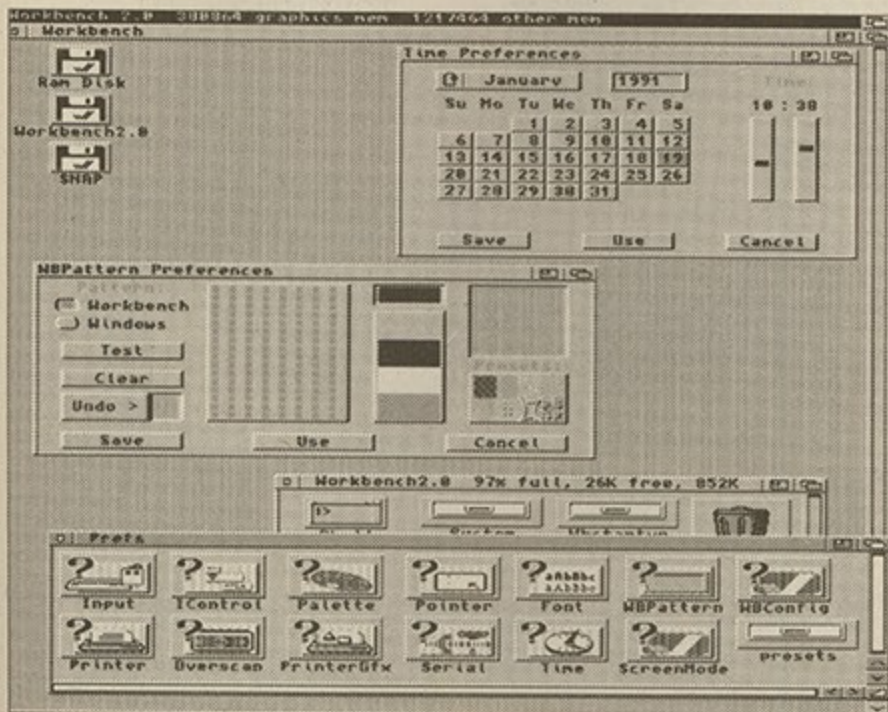 Workbench 2.0 380864 graphics mem 1217464 other mem
Workbench
Ram Disk
Workbench2.0
SNAP
Time Preferences
January 1991
Time:
10 : 38
Su Mo Tu We Th Fr Sa
1 2 3 4 5
6 7 8 9 10 11 12
13 14 15 16 17 18 19
20 21 22 23 24 25 26
27 28 29 30 31
Save Use Cancel
WBPattern Preferences
Pattern:
Workbench
Windows
Test
Clear
Undo >
Presets:
Save Use Cancel
Workbench2.0 97% full, 26K free, 852K
1>
Prefs
Input IControl Palette Pointer Font WBPattern WBConfig
aAbBbc
aAbBbc
Printer Overscan PrinterGfx Serial Time ScreenMode presets